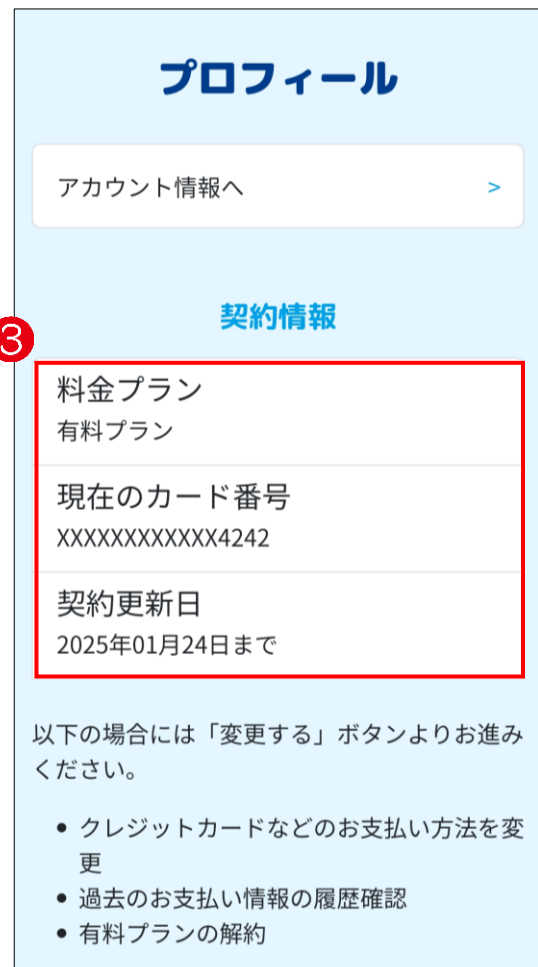 プロフィール
アカウント情報へ >
契約情報
3
料金プラン
有料プラン
現在のカード番号
XXXXXXXXXXXX4242
契約更新日
2025年01月24日まで
以下の場合には「変更する」ボタンよりお進み
ください。
• クレジットカードなどのお支払い方法を変
更
• 過去のお支払い情報の履歴確認
• 有料プランの解約